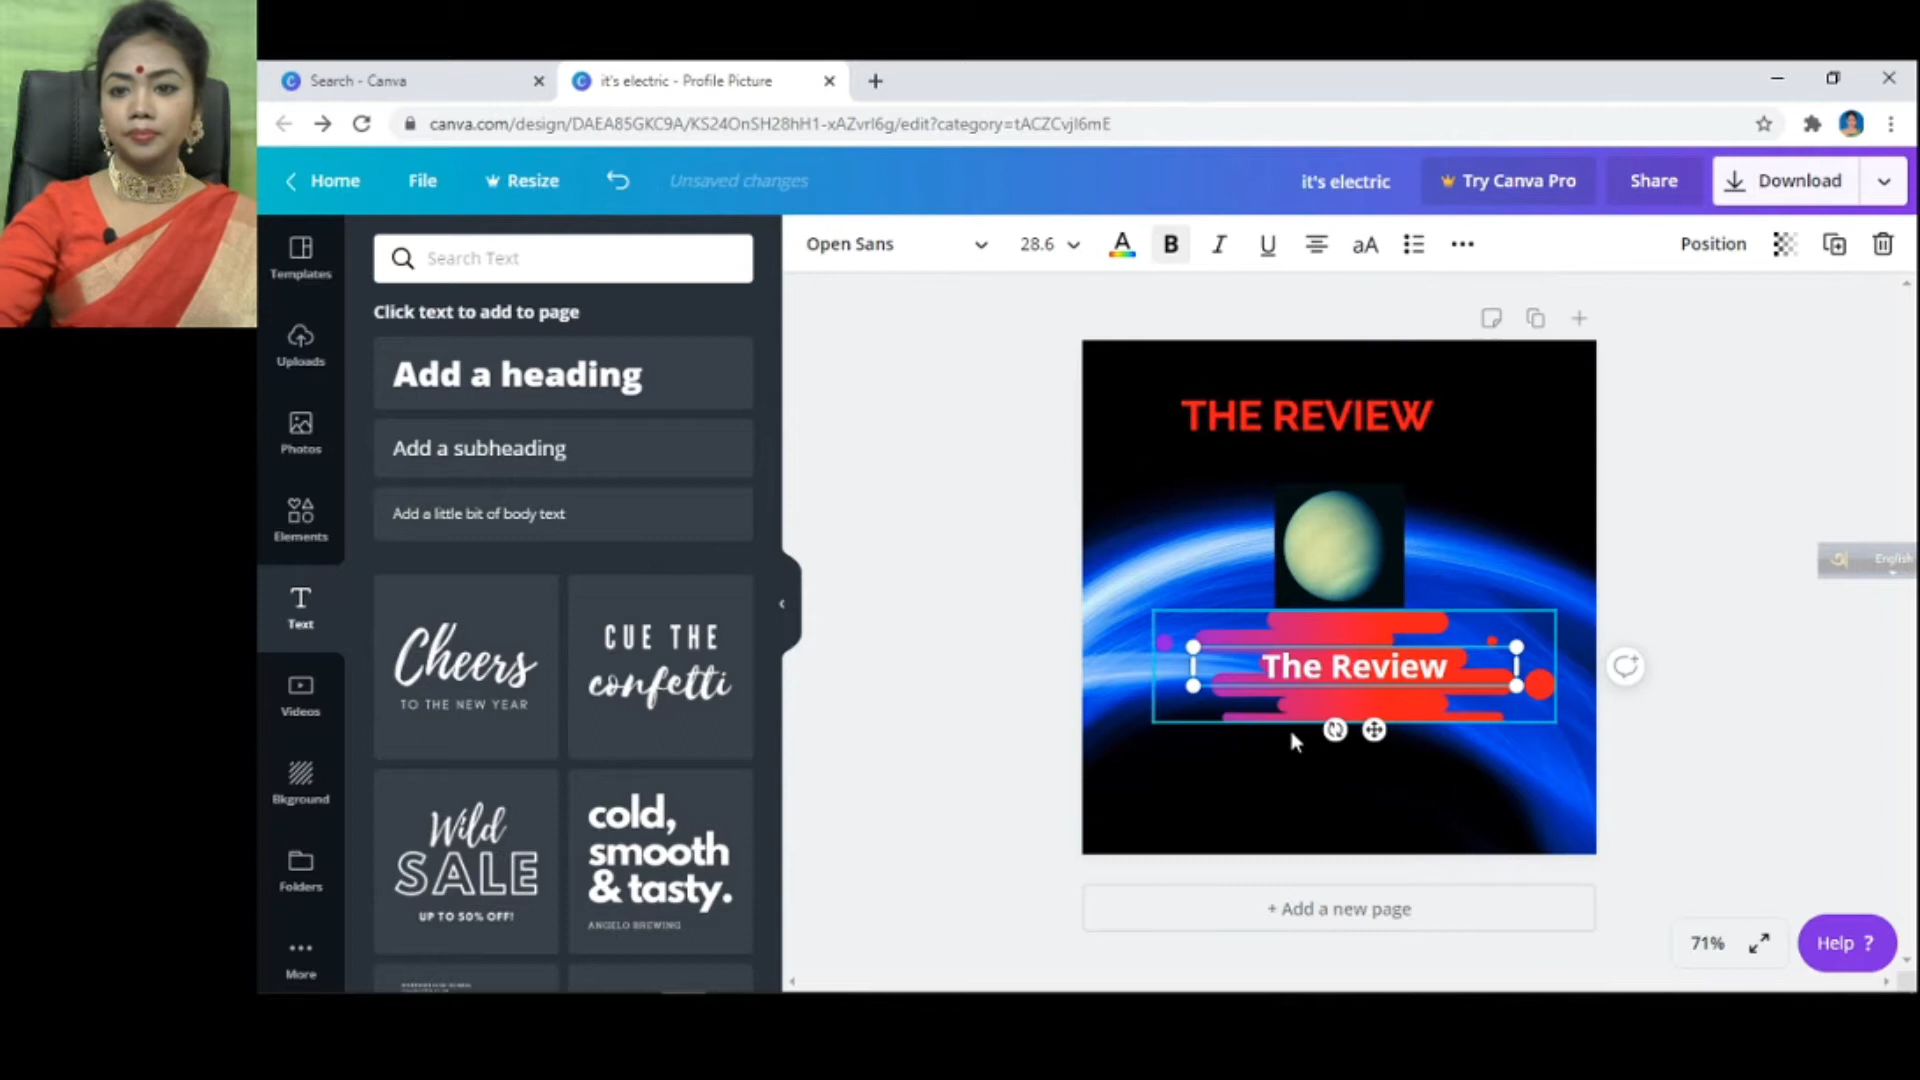 Search - Canva
it's electric - Profile Picture
canva.com/design/DAEA85GKC9A/KS24OnSH28hH1-xAZvrl6g/edit?category=tACZCvjl6mE
Home
File
Resize
Unsaved changes
it's electric
Try Canva Pro
Share
Download
Templates
Uploads
Photos
Elements
Text
Videos
Bkground
Folders
More
Search Text
Click text to add to page
Add a heading
Add a subheading
Add a little bit of body text
Cheers
TO THE NEW YEAR
CUE THE
confetti
Wild
SALE
UP TO 50% OFF!
cold,
smooth
& tasty.
ANGELO BREWING
Open Sans
28.6
A
B
I
U
aA
Position
THE REVIEW
The Review
English
+ Add a new page
71%
Help ?